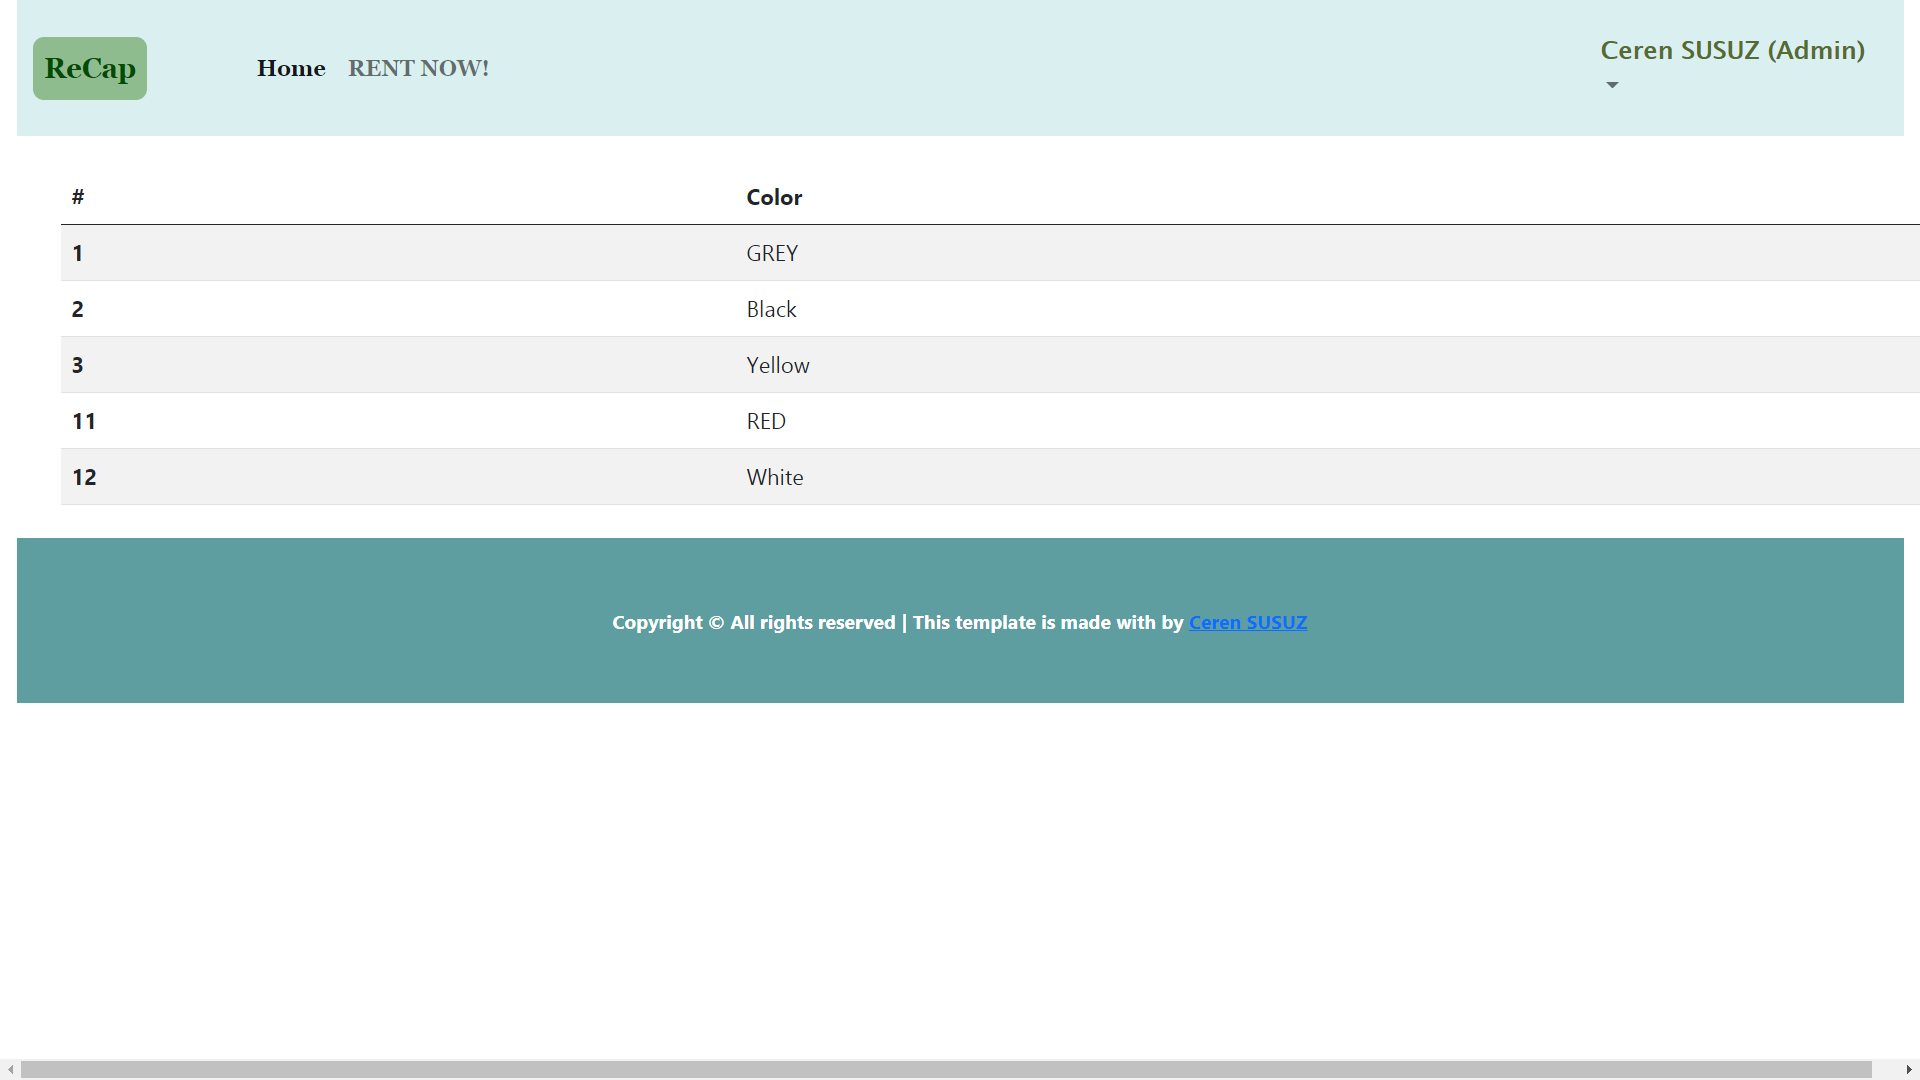 ReCap
Home RENT NOW!
Ceren SUSUZ (Admin)
# Color
1 GREY
2 Black
3 Yellow
11 RED
12 White
Copyright © All rights reserved | This template is made with by Ceren SUSUZ